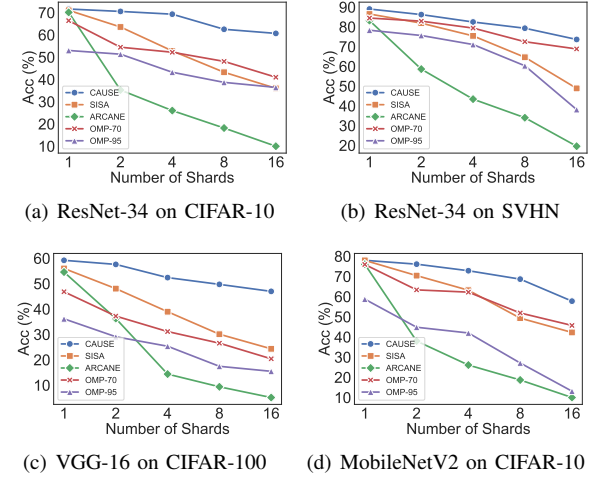 70
60
50
40
30
20
10
Acc (%)
CAUSE
SISA
ARCANE
OMP-70
OMP-95
1 2 4 8 16
Number of Shards
(a) ResNet-34 on CIFAR-10
90
80
70
60
50
40
30
20
Acc (%)
CAUSE
SISA
ARCANE
OMP-70
OMP-95
1 2 4 8 16
Number of Shards
(b) ResNet-34 on SVHN
60
50
40
30
20
10
Acc (%)
CAUSE
SISA
ARCANE
OMP-70
OMP-95
1 2 4 8 16
Number of Shards
(c) VGG-16 on CIFAR-100
80
70
60
50
40
30
20
10
Acc (%)
CAUSE
SISA
ARCANE
OMP-70
OMP-95
1 2 4 8 16
Number of Shards
(d) MobileNetV2 on CIFAR-10